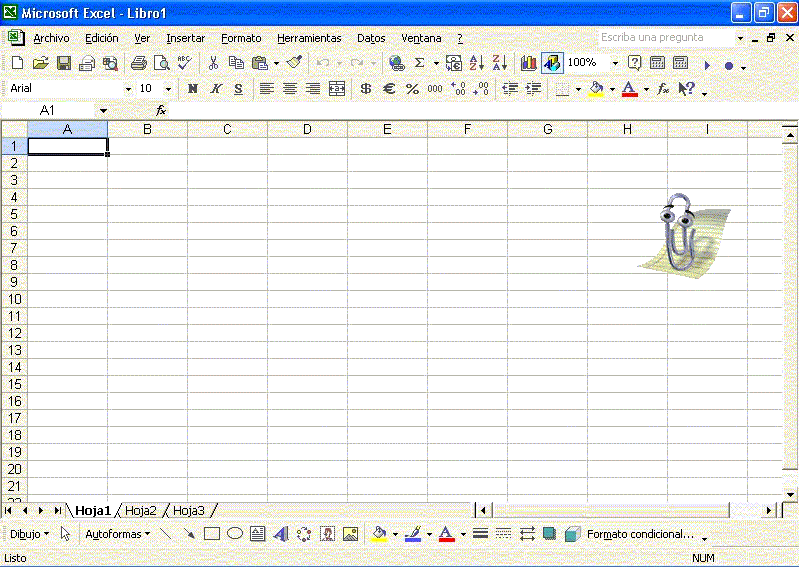 Microsoft Excel - Libro1
Archivo Edición Ver Insertar Formato Herramientas Datos Ventana ? Escaba una pregunta
100%
Arial 10 N K S $ € % 000
A1 fx
A B C D E F G H I
1
2
3
4
5
6
7
8
9
10
11
12
13
14
15
16
17
18
19
20
21
Hoja1 Hoja2 Hoja3
Dibujo Autoformas Formato condicional...
Listo NUM